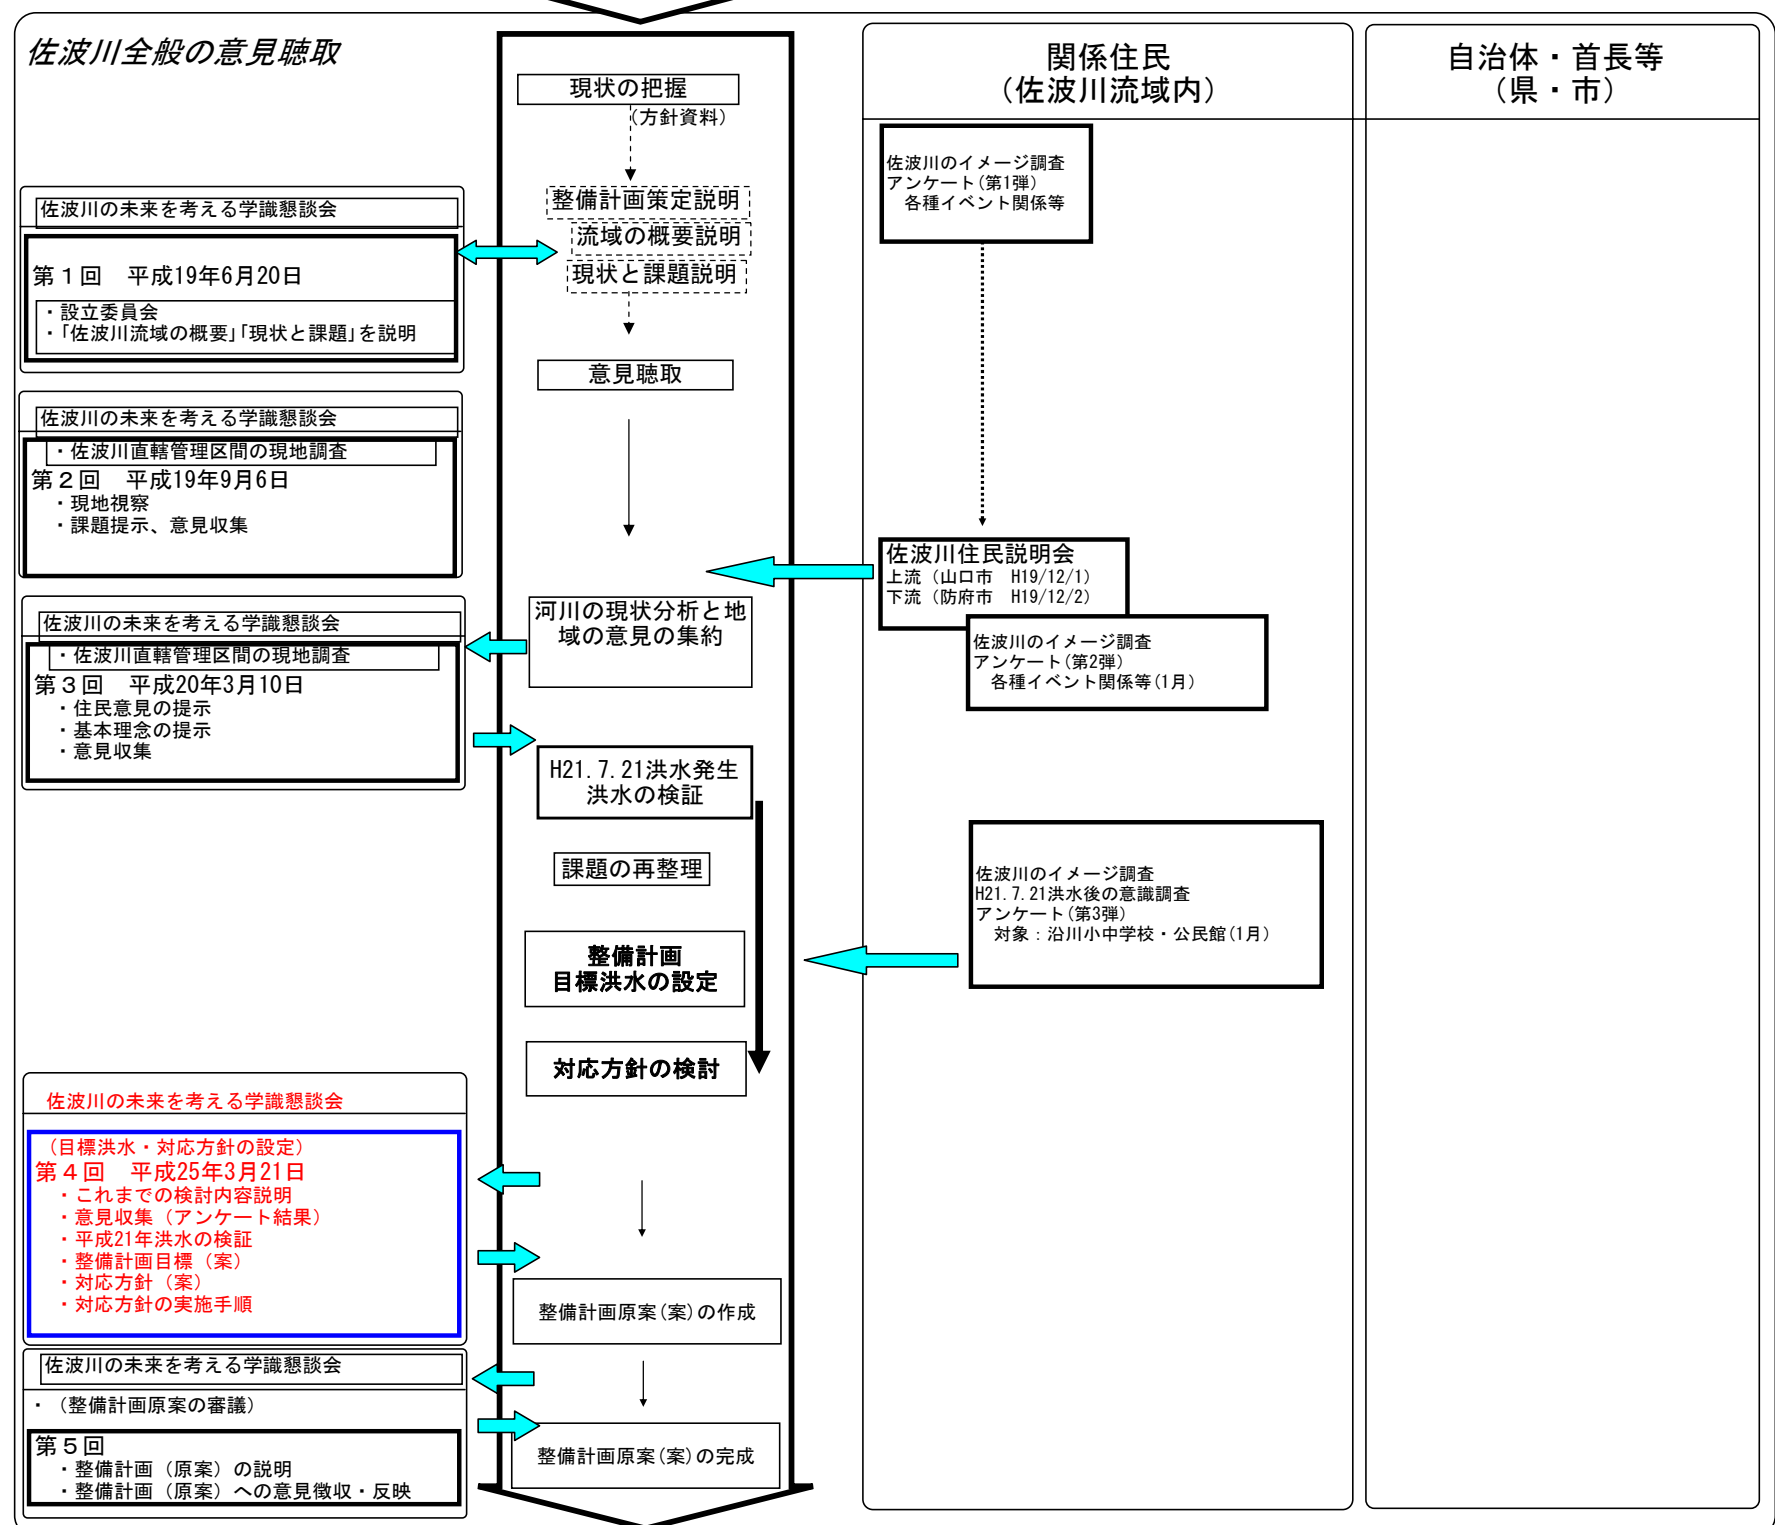 佐波川全般の意見聴取
現状の把握
(方針資料)
整備計画策定説明
流域の概要説明
現状と課題説明
意見聴取
河川の現状分析と地
域の意見の集約
H21.7.21洪水発生
洪水の検証
課題の再整理
整備計画
目標洪水の設定
対応方針の検討
整備計画原案(案)の作成
整備計画原案(案)の完成
佐波川の未来を考える学識懇談会
第１回　平成19年6月20日
・設立委員会
・「佐波川流域の概要」「現状と課題」を説明
佐波川の未来を考える学識懇談会
・佐波川直轄管理区間の現地調査
第２回　平成19年9月6日
・現地視察
・課題提示、意見収集
佐波川の未来を考える学識懇談会
・佐波川直轄管理区間の現地調査
第３回　平成20年3月10日
・住民意見の提示
・基本理念の提示
・意見収集
佐波川の未来を考える学識懇談会
（目標洪水・対応方針の設定）
第４回　平成25年3月21日
・これまでの検討内容説明
・意見収集（アンケート結果）
・平成21年洪水の検証
・整備計画目標（案）
・対応方針（案）
・対応方針の実施手順
佐波川の未来を考える学識懇談会
・（整備計画原案の審議）
第５回
・整備計画（原案）の説明
・整備計画（原案）への意見徴収・反映
関係住民
（佐波川流域内）
佐波川のイメージ調査
アンケート(第1弾)
各種イベント関係等
佐波川住民説明会
上流（山口市　H19/12/1）
下流（防府市　H19/12/2）
佐波川のイメージ調査
アンケート(第2弾)
各種イベント関係等(1月)
佐波川のイメージ調査
H21.7.21洪水後の意識調査
アンケート(第3弾)
対象：沿川小中学校・公民館(1月)
自治体・首長等
（県・市）